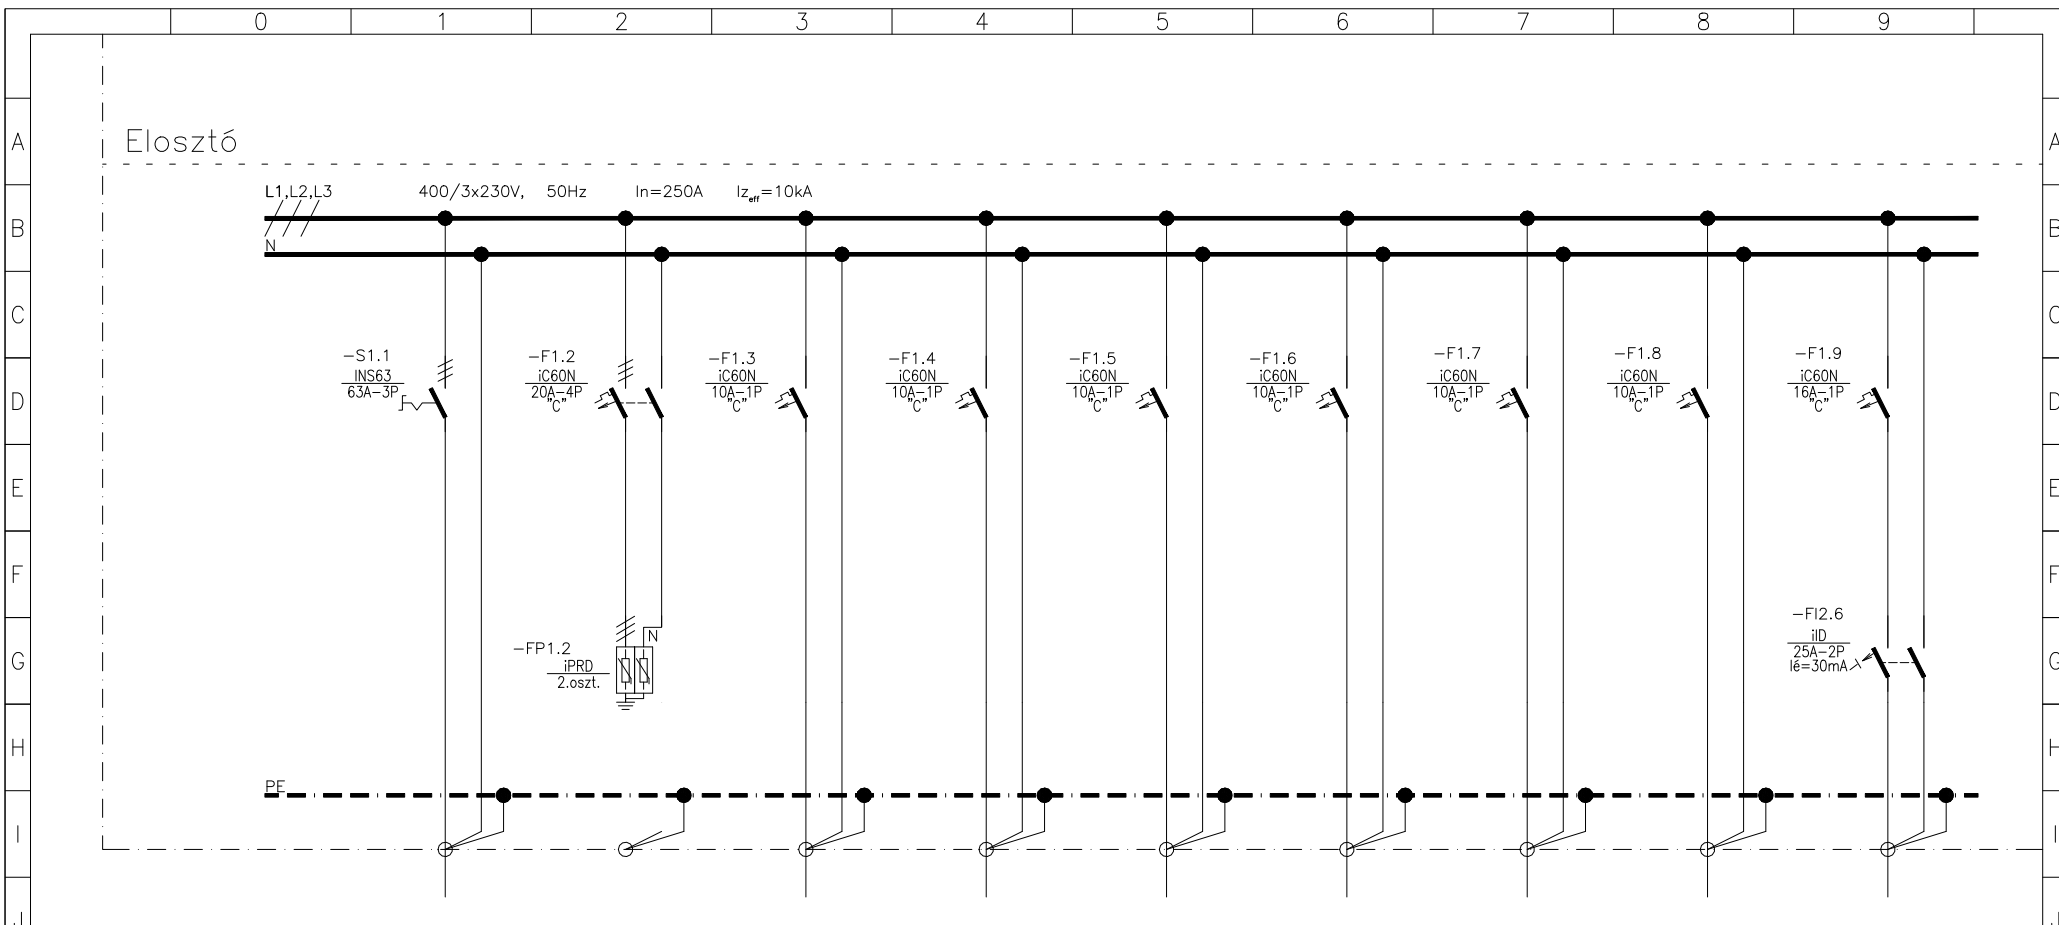 0 1 2 3 4 5 6 7 8 9
A A
Elosztó
L1,L2,L3 400/3x230V, 50Hz In=250A Izeff=10kA
B B
N
C C
-S1.1
INS63
63A-3P
-F1.2
iC60N
20A-4P
"C"
-F1.3
iC60N
10A-1P
"C"
-F1.4
iC60N
10A-1P
"C"
-F1.5
iC60N
10A-1P
"C"
-F1.6
iC60N
10A-1P
"C"
-F1.7
iC60N
10A-1P
"C"
-F1.8
iC60N
10A-1P
"C"
-F1.9
iC60N
16A-1P
"C"
D D
E E
F F
-FP1.2
iPRD
2.oszt.
N
-FI2.6
iID
25A-2P
Ié=30mA
G G
H H
PE
I I
J J